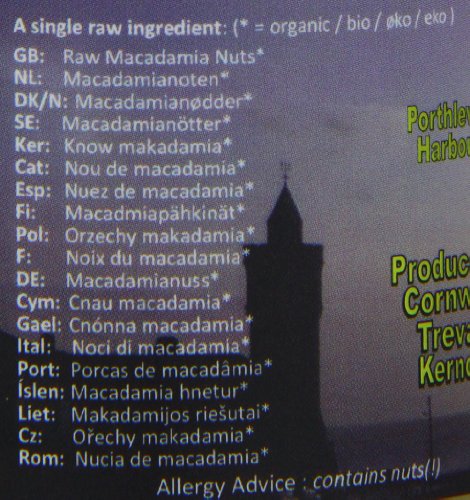 A single raw ingredient: (* = organic / bio / øko / eko)
GB: Raw Macadamia Nuts*
NL: Macadamianoten*
DK/N: Macadamianødder*
SE: Macadamianötter*
Ker: Know makadamia*
Cat: Nou de macadamia*
Esp: Nuez de macadamia*
Fi: Macadmiapähkinät*
Pol: Orzechy makadamia*
F: Noix du macadamia*
DE: Macadamianuss*
Cym: Cnau macadamia*
Gael: Cnónna macadamia*
Ital: Noci di macadamia*
Port: Porcas de macadâmia*
Íslen: Macadamia hnetur*
Liet: Makadamijos riešutai*
Cz: Ořechy makadamia*
Rom: Nucia de macadamia*
Allergy Advice : contains nuts(!)
Porthlev
Harbou
Produc
Cornw
Treva
Kerno